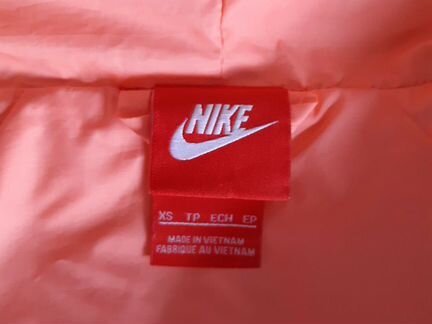 NIKE
XS TP ECH EP
MADE IN VIETNAM
FABRIQUE AU VIETNAM